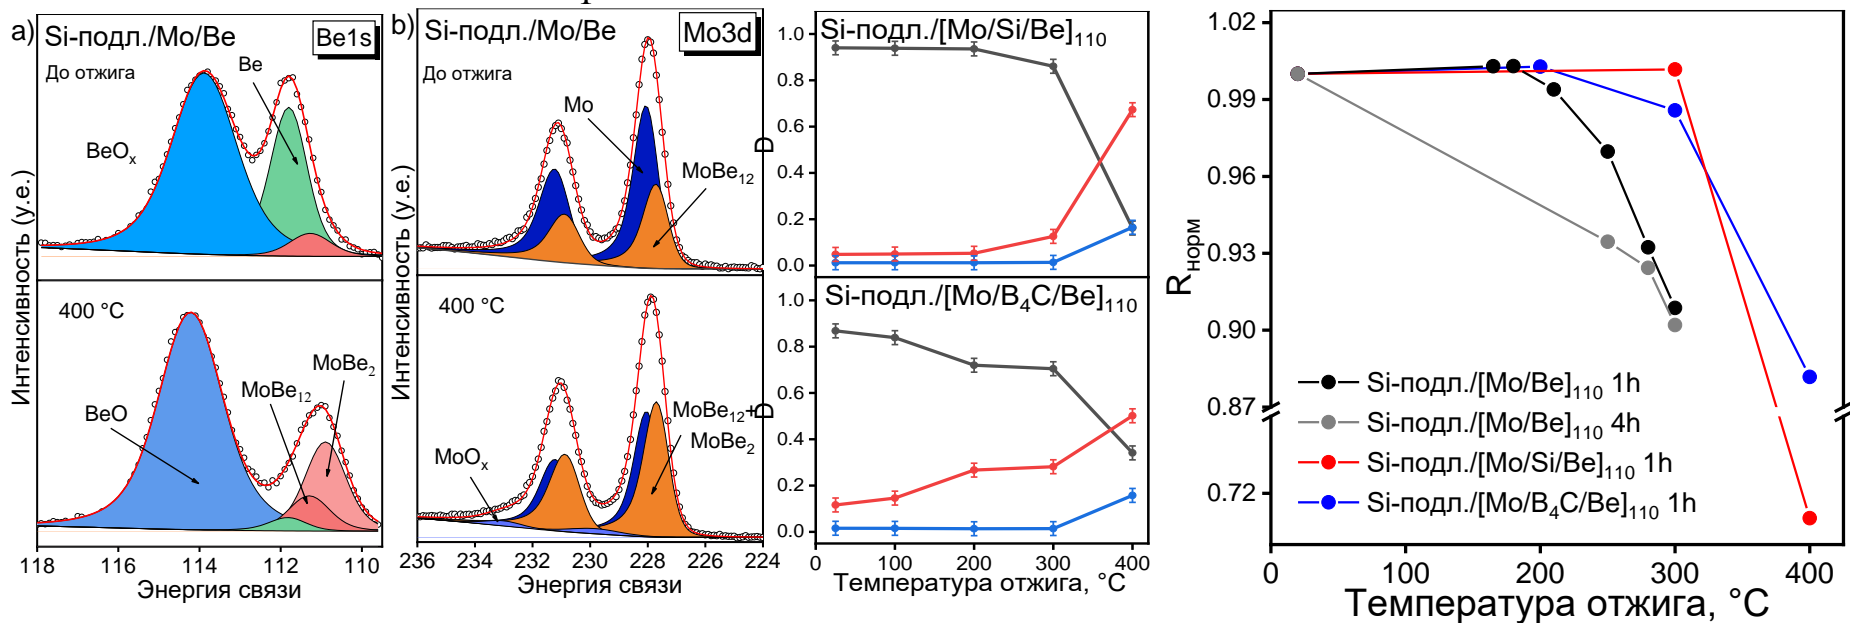 a)
Si-подл./Mo/Be
Be1s
До отжига
Be
BeOₓ
400 °C
MoBe₂
MoBe₁₂
BeO
Интенсивность (у.е.)
118 116 114 112 110
Энергия связи
b)
Si-подл./Mo/Be
Mo3d
До отжига
Mo
MoBe₁₂
400 °C
MoBe₁₂+
MoBe₂
MoOₓ
Интенсивность (у.е.)
236 234 232 230 228 226 224
Энергия связи
Si-подл./[Mo/Si/Be]₁₁₀
1.0
0.8
0.6
0.4
0.2
0.0
D
Si-подл./[Mo/B₄C/Be]₁₁₀
1.0
0.8
0.6
0.4
0.2
0.0
D
0 100 200 300 400
Температура отжига, °C
1.02
0.99
0.96
0.93
0.90
0.87
0.72
Rнорм
Si-подл./[Mo/Be]₁₁₀ 1h
Si-подл./[Mo/Be]₁₁₀ 4h
Si-подл./[Mo/Si/Be]₁₁₀ 1h
Si-подл./[Mo/B₄C/Be]₁₁₀ 1h
0 100 200 300 400
Температура отжига, °C